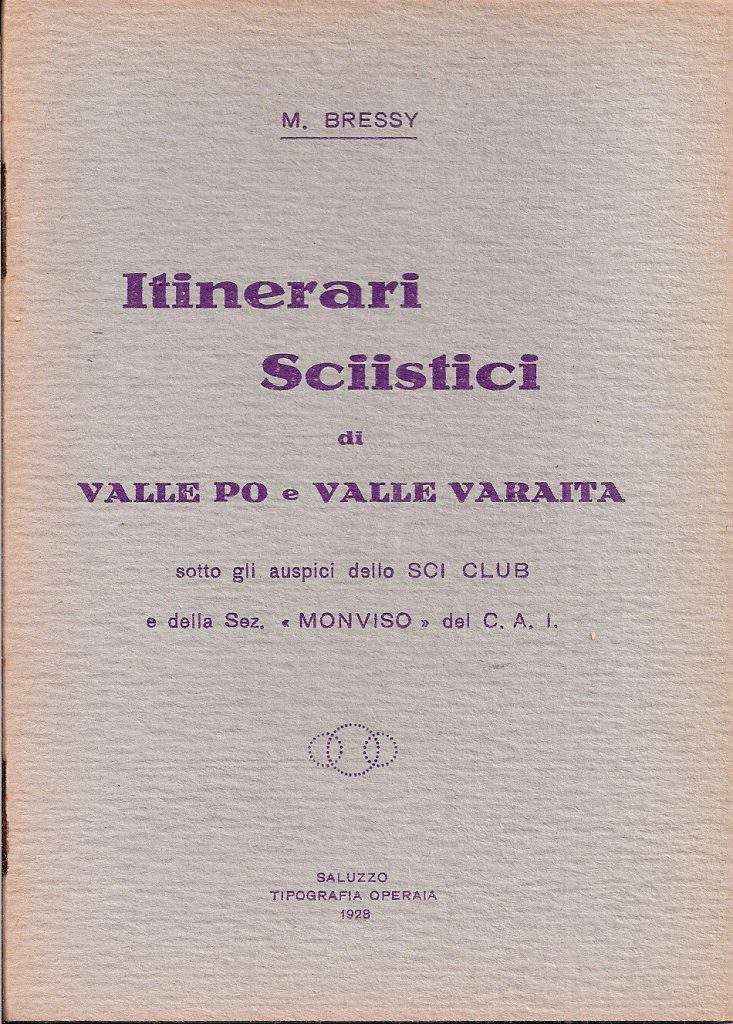 M. BRESSY
Itinerari
Sciistici
di
VALLE PO e VALLE VARAITA
sotto gli auspici dello SCI CLUB
e della Sez. « MONVISO » del C. A. I.
SALUZZO
TIPOGRAFIA OPERAIA
1928